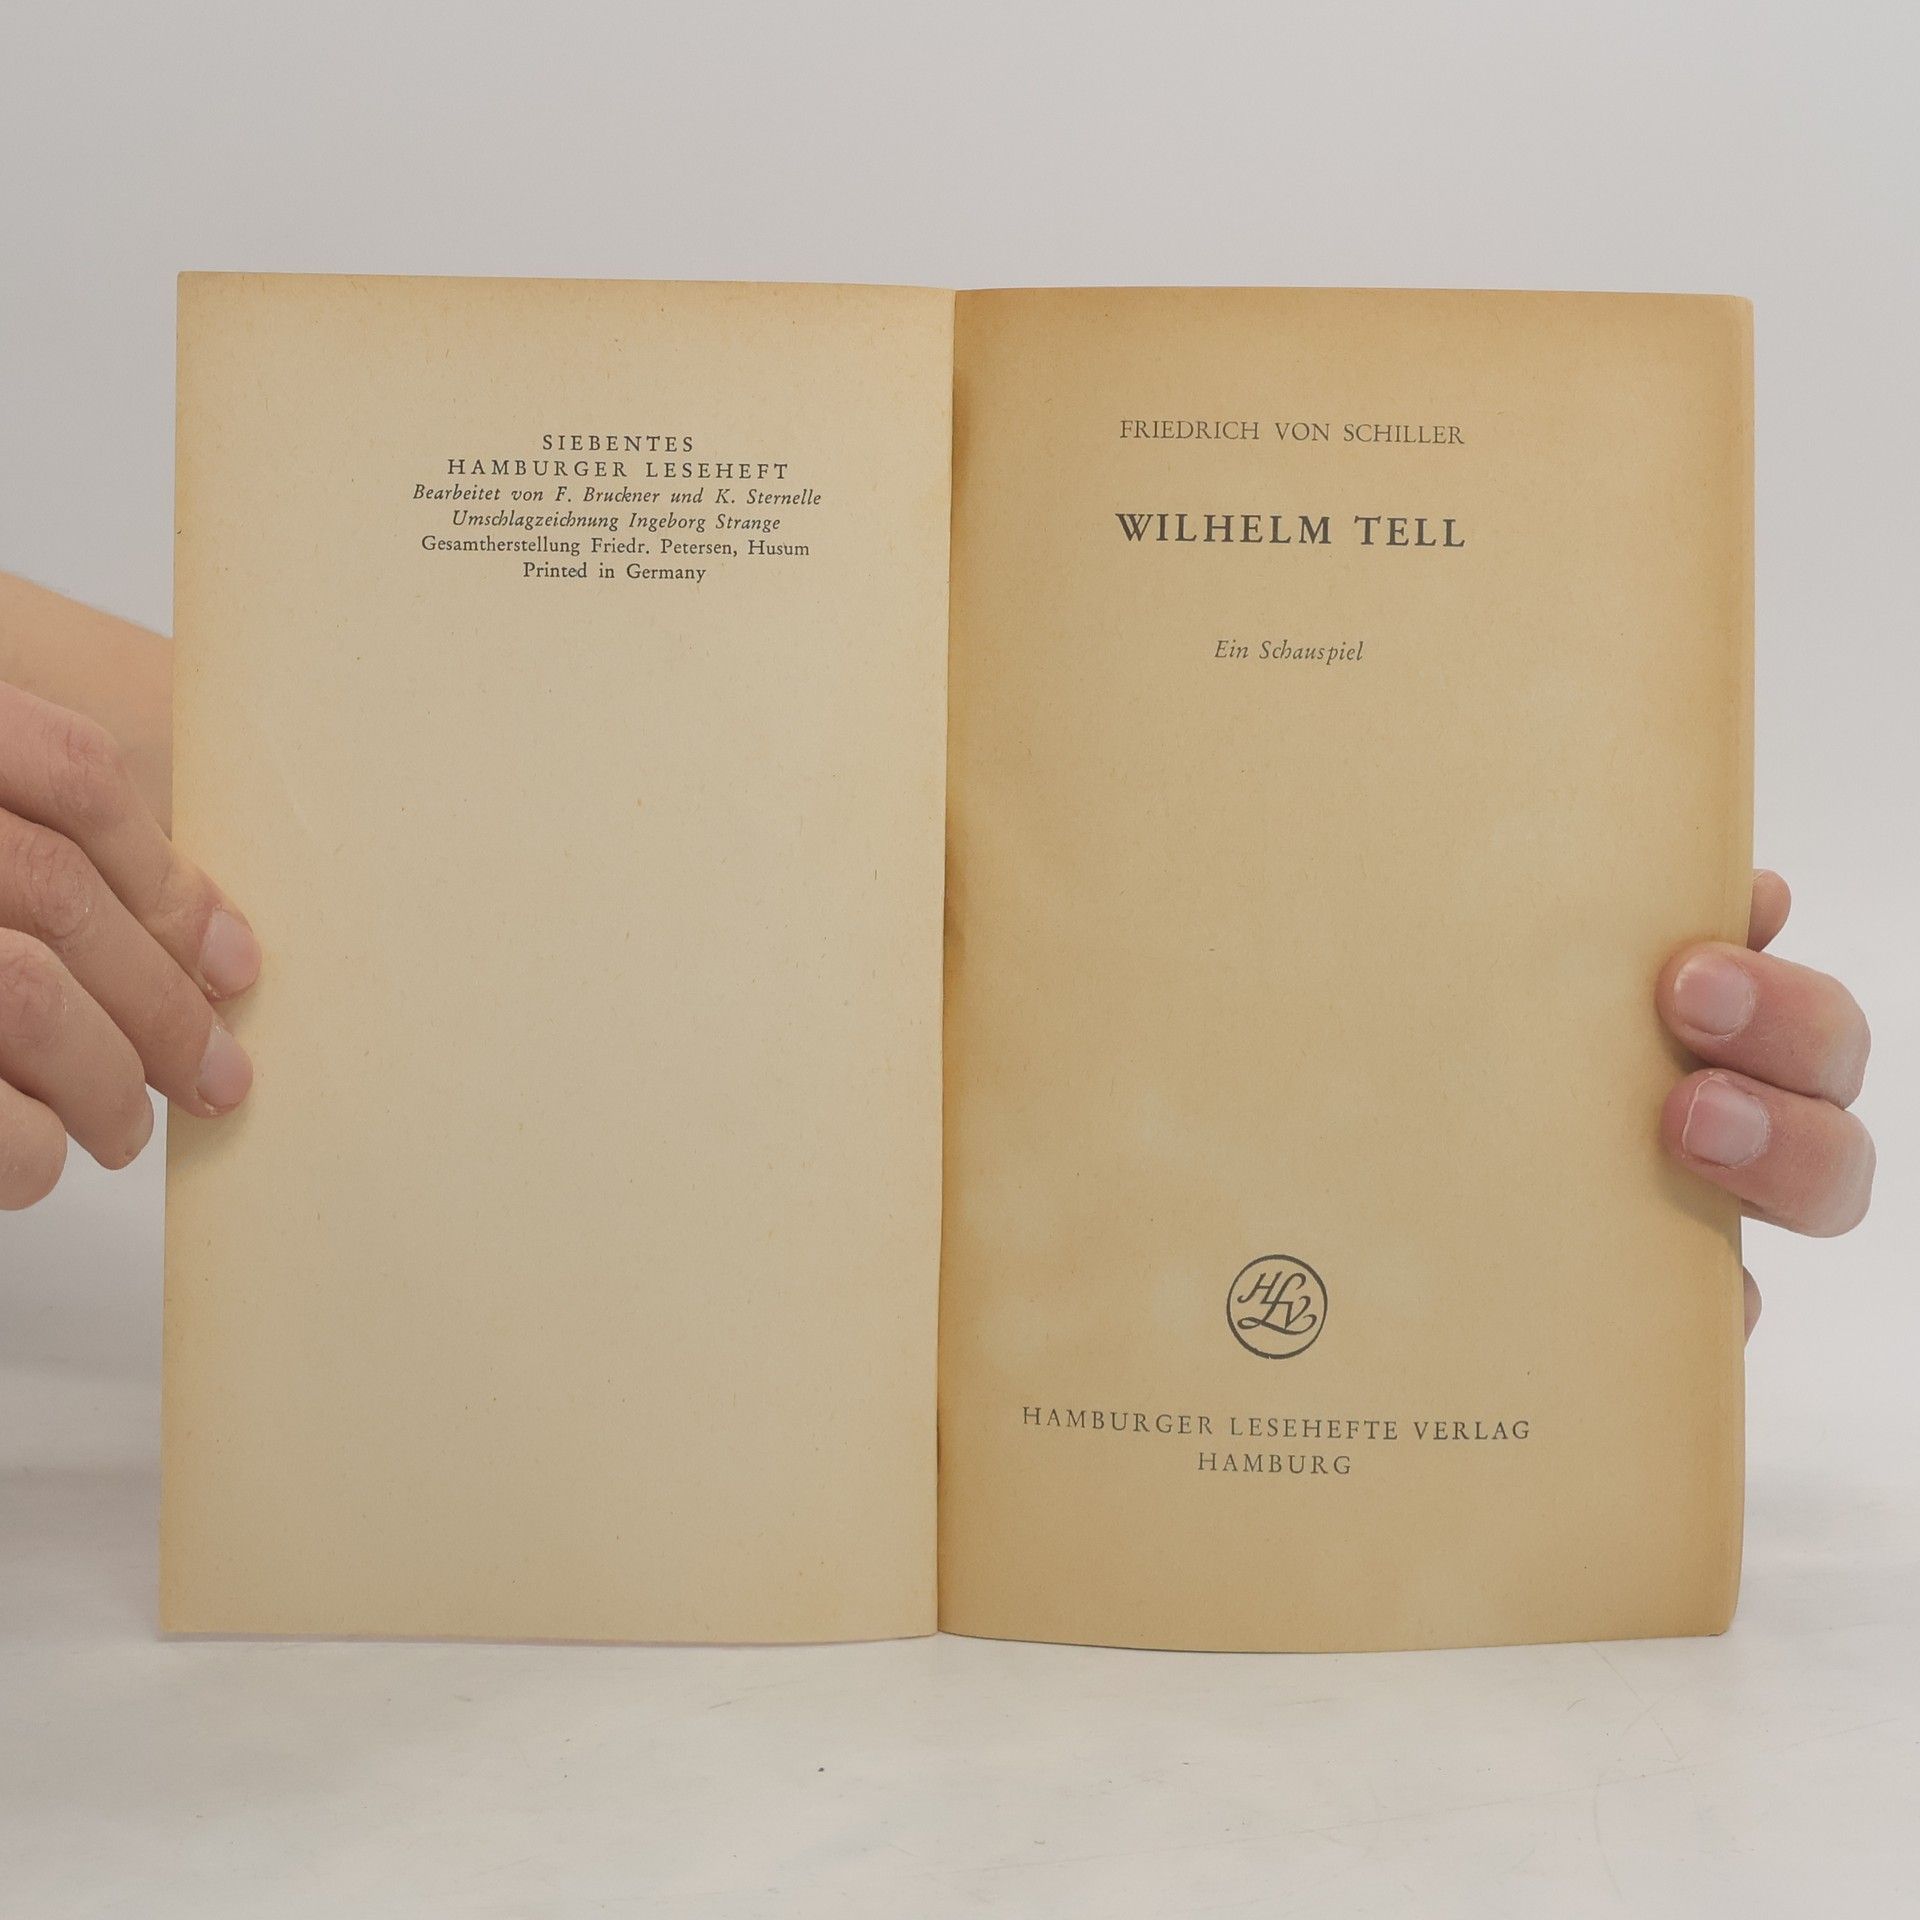 SIEBENTES
HAMBURGER LESEHEFT
Bearbeitet von F. Bruckner und K. Sternelle
Umschlagzeichnung Ingeborg Strange
Gesamtherstellung Friedr. Petersen, Husum
Printed in Germany
FRIEDRICH VON SCHILLER
WILHELM TELL
Ein Schauspiel
HLV
HAMBURGER LESEHEFTE VERLAG
HAMBURG